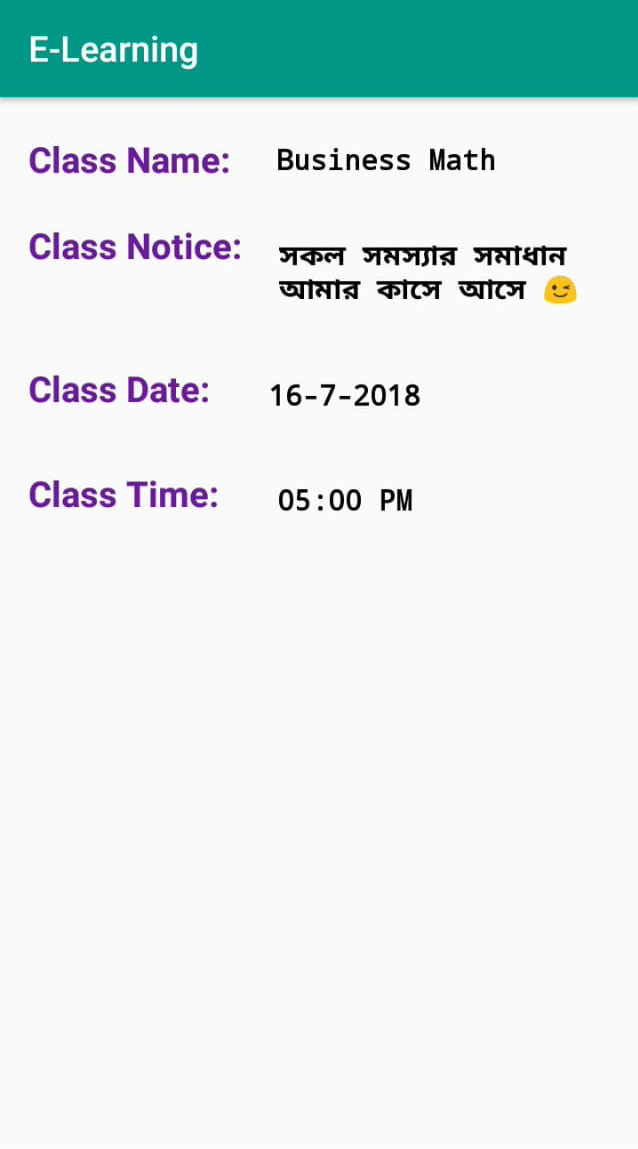 E-Learning
Class Name: Business Math
Class Notice: সকল সমস্যার সমাধান
আমার কাসে আসে 😉
Class Date: 16-7-2018
Class Time: 05:00 PM